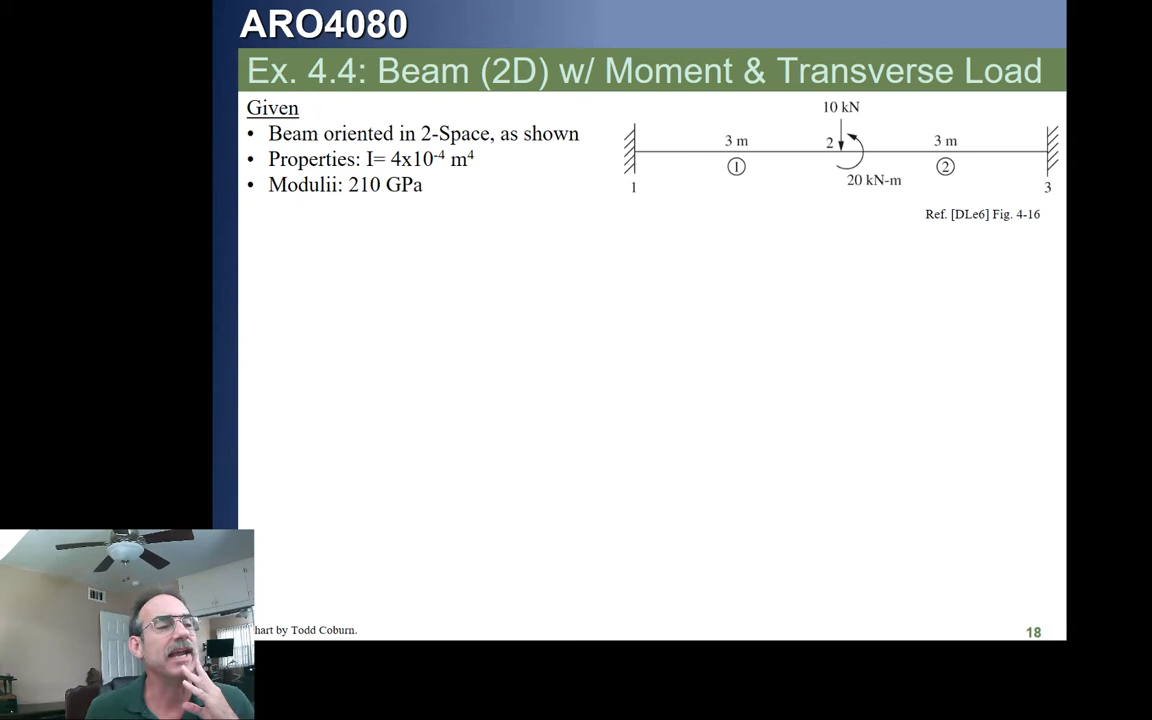 ARO4080
Ex. 4.4: Beam (2D) w/ Moment & Transverse Load
Given
• Beam oriented in 2-Space, as shown
• Properties: I= 4x10⁻⁴ m⁴
• Modulii: 210 GPa
10 kN
3 m
2
3 m
1
2
20 kN-m
1
3
Ref. [DLe6] Fig. 4-16
hart by Todd Coburn.
18